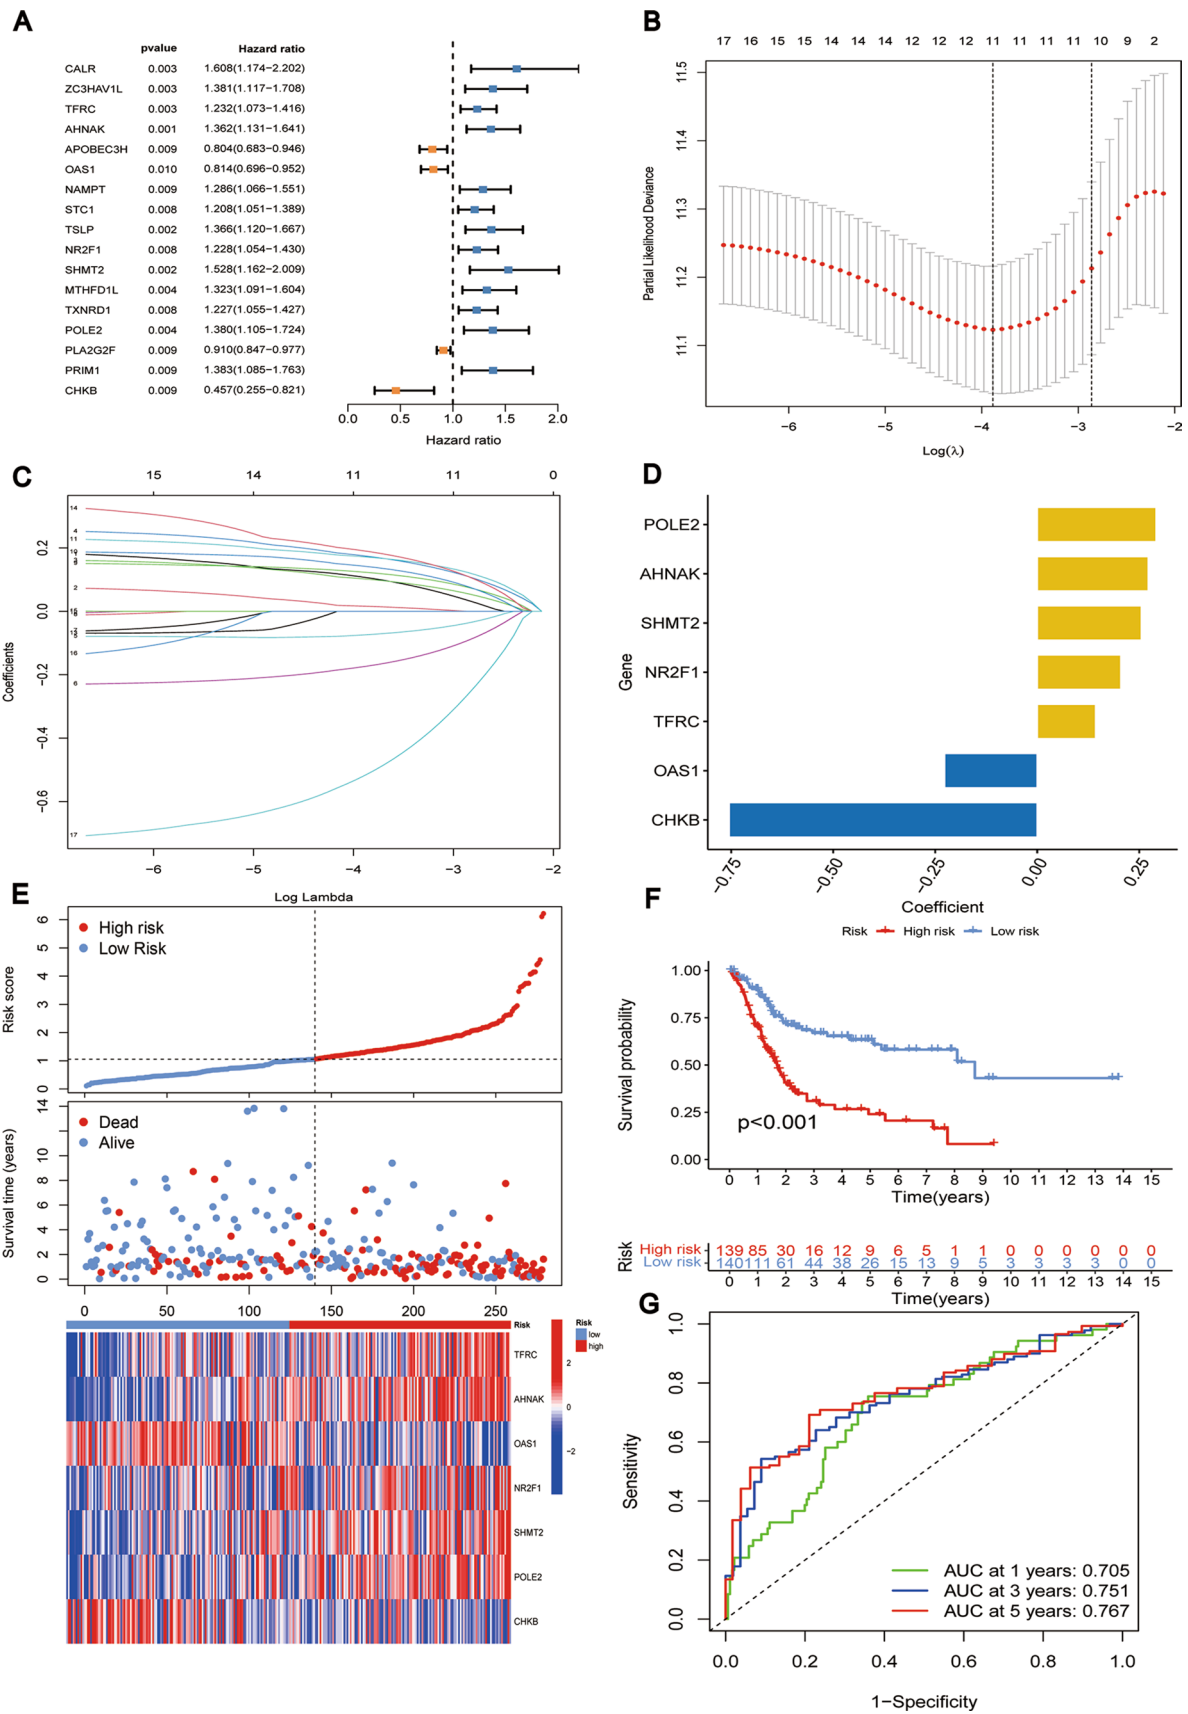 A
pvalue Hazard ratio
CALR 0.003 1.608(1.174−2.202)
ZC3HAV1L 0.003 1.381(1.117−1.708)
TFRC 0.003 1.232(1.073−1.416)
AHNAK 0.001 1.362(1.131−1.641)
APOBEC3H 0.009 0.804(0.683−0.946)
OAS1 0.010 0.814(0.696−0.952)
NAMPT 0.009 1.286(1.066−1.551)
STC1 0.008 1.208(1.051−1.389)
TSLP 0.002 1.366(1.120−1.667)
NR2F1 0.008 1.228(1.054−1.430)
SHMT2 0.002 1.528(1.162−2.009)
MTHFD1L 0.004 1.323(1.091−1.604)
TXNRD1 0.008 1.227(1.055−1.427)
POLE2 0.004 1.380(1.105−1.724)
PLA2G2F 0.009 0.910(0.847−0.977)
PRIM1 0.009 1.383(1.085−1.763)
CHKB 0.009 0.457(0.255−0.821)
0.0 0.5 1.0 1.5 2.0
Hazard ratio
B
17 16 15 15 14 14 14 12 12 12 11 11 11 11 10 9 2
11.5
11.4
11.3
11.2
11.1
Partial Likelihood Deviance
−6 −5 −4 −3 −2
Log(λ)
C
15 14 11 11 0
0.2
0.0
−0.2
−0.4
−0.6
Coefficients
14
4
11
2
16
6
17
−6 −5 −4 −3 −2
Log Lambda
D
POLE2
AHNAK
SHMT2
NR2F1
TFRC
OAS1
CHKB
Gene
−0.75 −0.50 −0.25 0.00 0.25
Coefficient
E
High risk
Low Risk
6
5
4
3
2
1
0
Risk score
Dead
Alive
14
10
8
6
4
2
0
Survival time (years)
0 50 100 150 200 250
Risk
TFRC
AHNAK
OAS1
NR2F1
SHMT2
POLE2
CHKB
2
0
−2
Risk
low
high
F
Risk High risk Low risk
1.00
0.75
0.50
0.25
0.00
Survival probability
p<0.001
0 1 2 3 4 5 6 7 8 9 10 11 12 13 14 15
Time(years)
Risk
High risk 139 85 30 16 12 9 6 5 1 1 0 0 0 0 0 0
Low risk 140 111 61 44 38 26 15 13 9 5 3 3 3 3 0 0
0 1 2 3 4 5 6 7 8 9 10 11 12 13 14 15
Time(years)
G
1.0
0.8
0.6
0.4
0.2
0.0
Sensitivity
AUC at 1 years: 0.705
AUC at 3 years: 0.751
AUC at 5 years: 0.767
0.0 0.2 0.4 0.6 0.8 1.0
1−Specificity